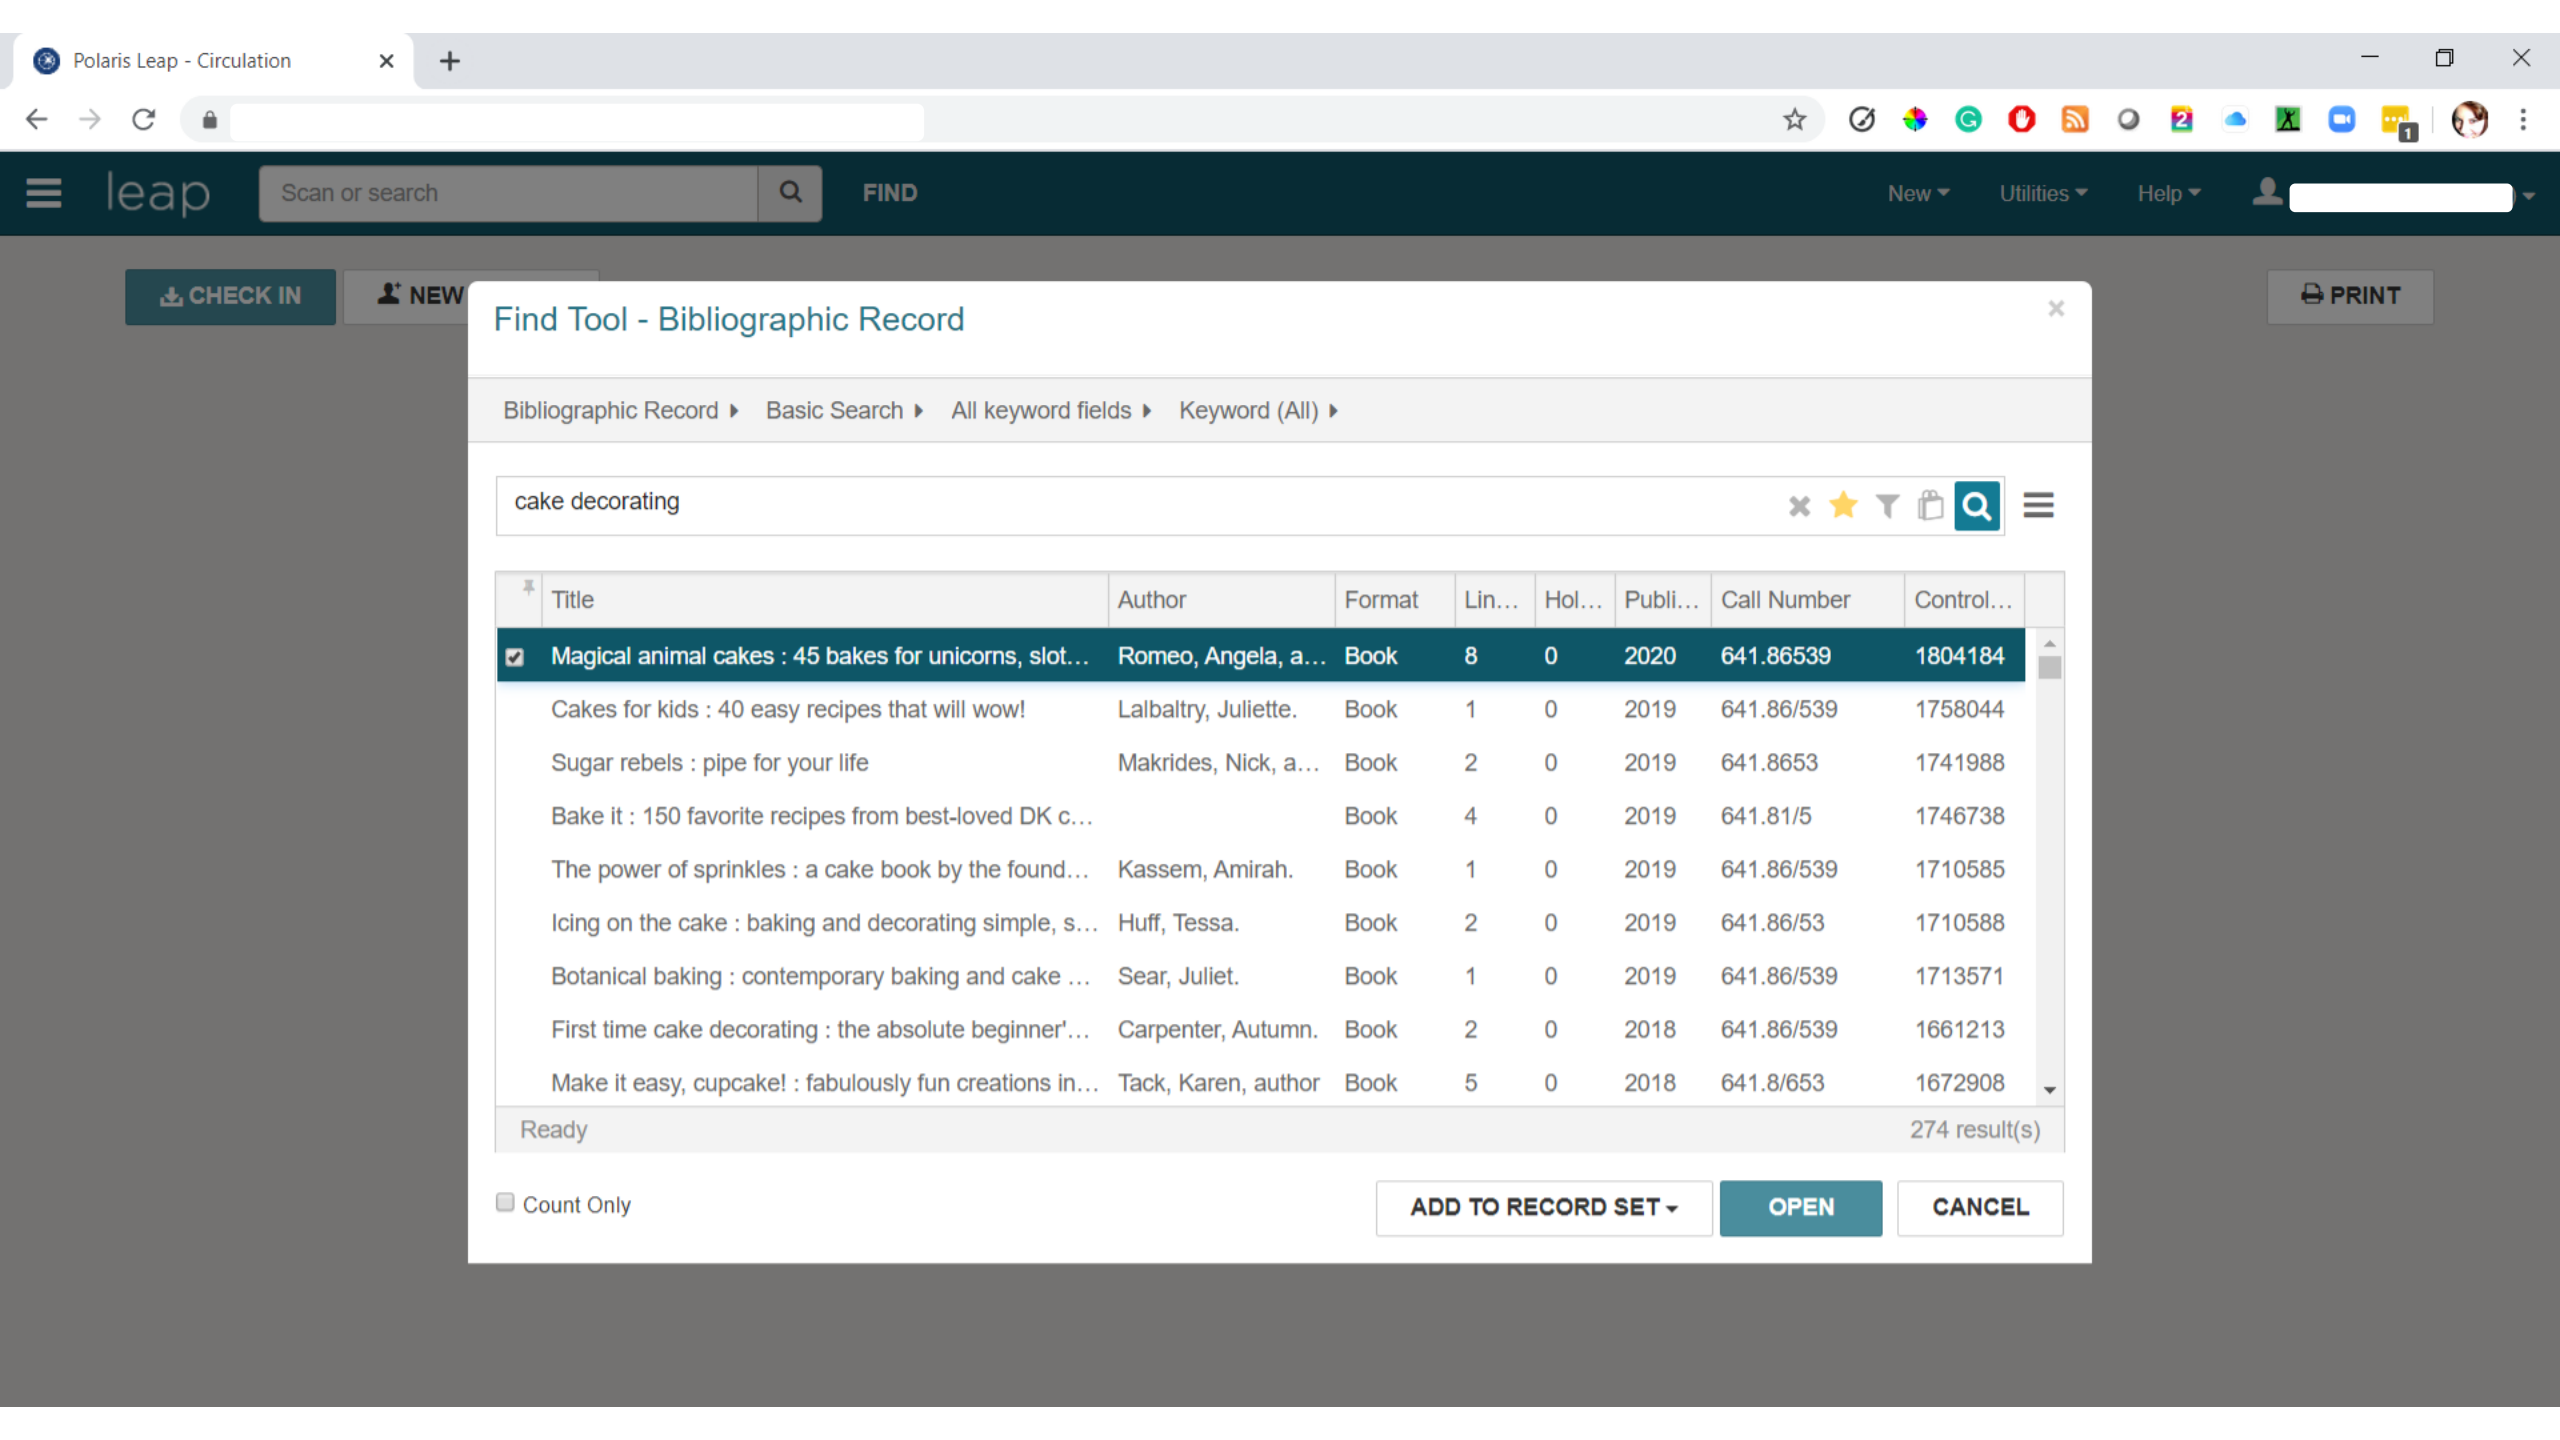 Polaris Leap - Circulation
1
leap
Scan or search
FIND
New
Utilities
Help
CHECK IN
NEW
PRINT
Find Tool - Bibliographic Record
Bibliographic Record
Basic Search
All keyword fields
Keyword (All)
cake decorating
Title Author Format Lin... Hol... Publi... Call Number Control...
Magical animal cakes : 45 bakes for unicorns, slot... Romeo, Angela, a... Book 8 0 2020 641.86539 1804184
Cakes for kids : 40 easy recipes that will wow! Lalbaltry, Juliette. Book 1 0 2019 641.86/539 1758044
Sugar rebels : pipe for your life Makrides, Nick, a... Book 2 0 2019 641.8653 1741988
Bake it : 150 favorite recipes from best-loved DK c... Book 4 0 2019 641.81/5 1746738
The power of sprinkles : a cake book by the found... Kassem, Amirah. Book 1 0 2019 641.86/539 1710585
Icing on the cake : baking and decorating simple, s... Huff, Tessa. Book 2 0 2019 641.86/53 1710588
Botanical baking : contemporary baking and cake ... Sear, Juliet. Book 1 0 2019 641.86/539 1713571
First time cake decorating : the absolute beginner'... Carpenter, Autumn. Book 2 0 2018 641.86/539 1661213
Make it easy, cupcake! : fabulously fun creations in... Tack, Karen, author Book 5 0 2018 641.8/653 1672908
Ready
274 result(s)
Count Only
ADD TO RECORD SET
OPEN
CANCEL